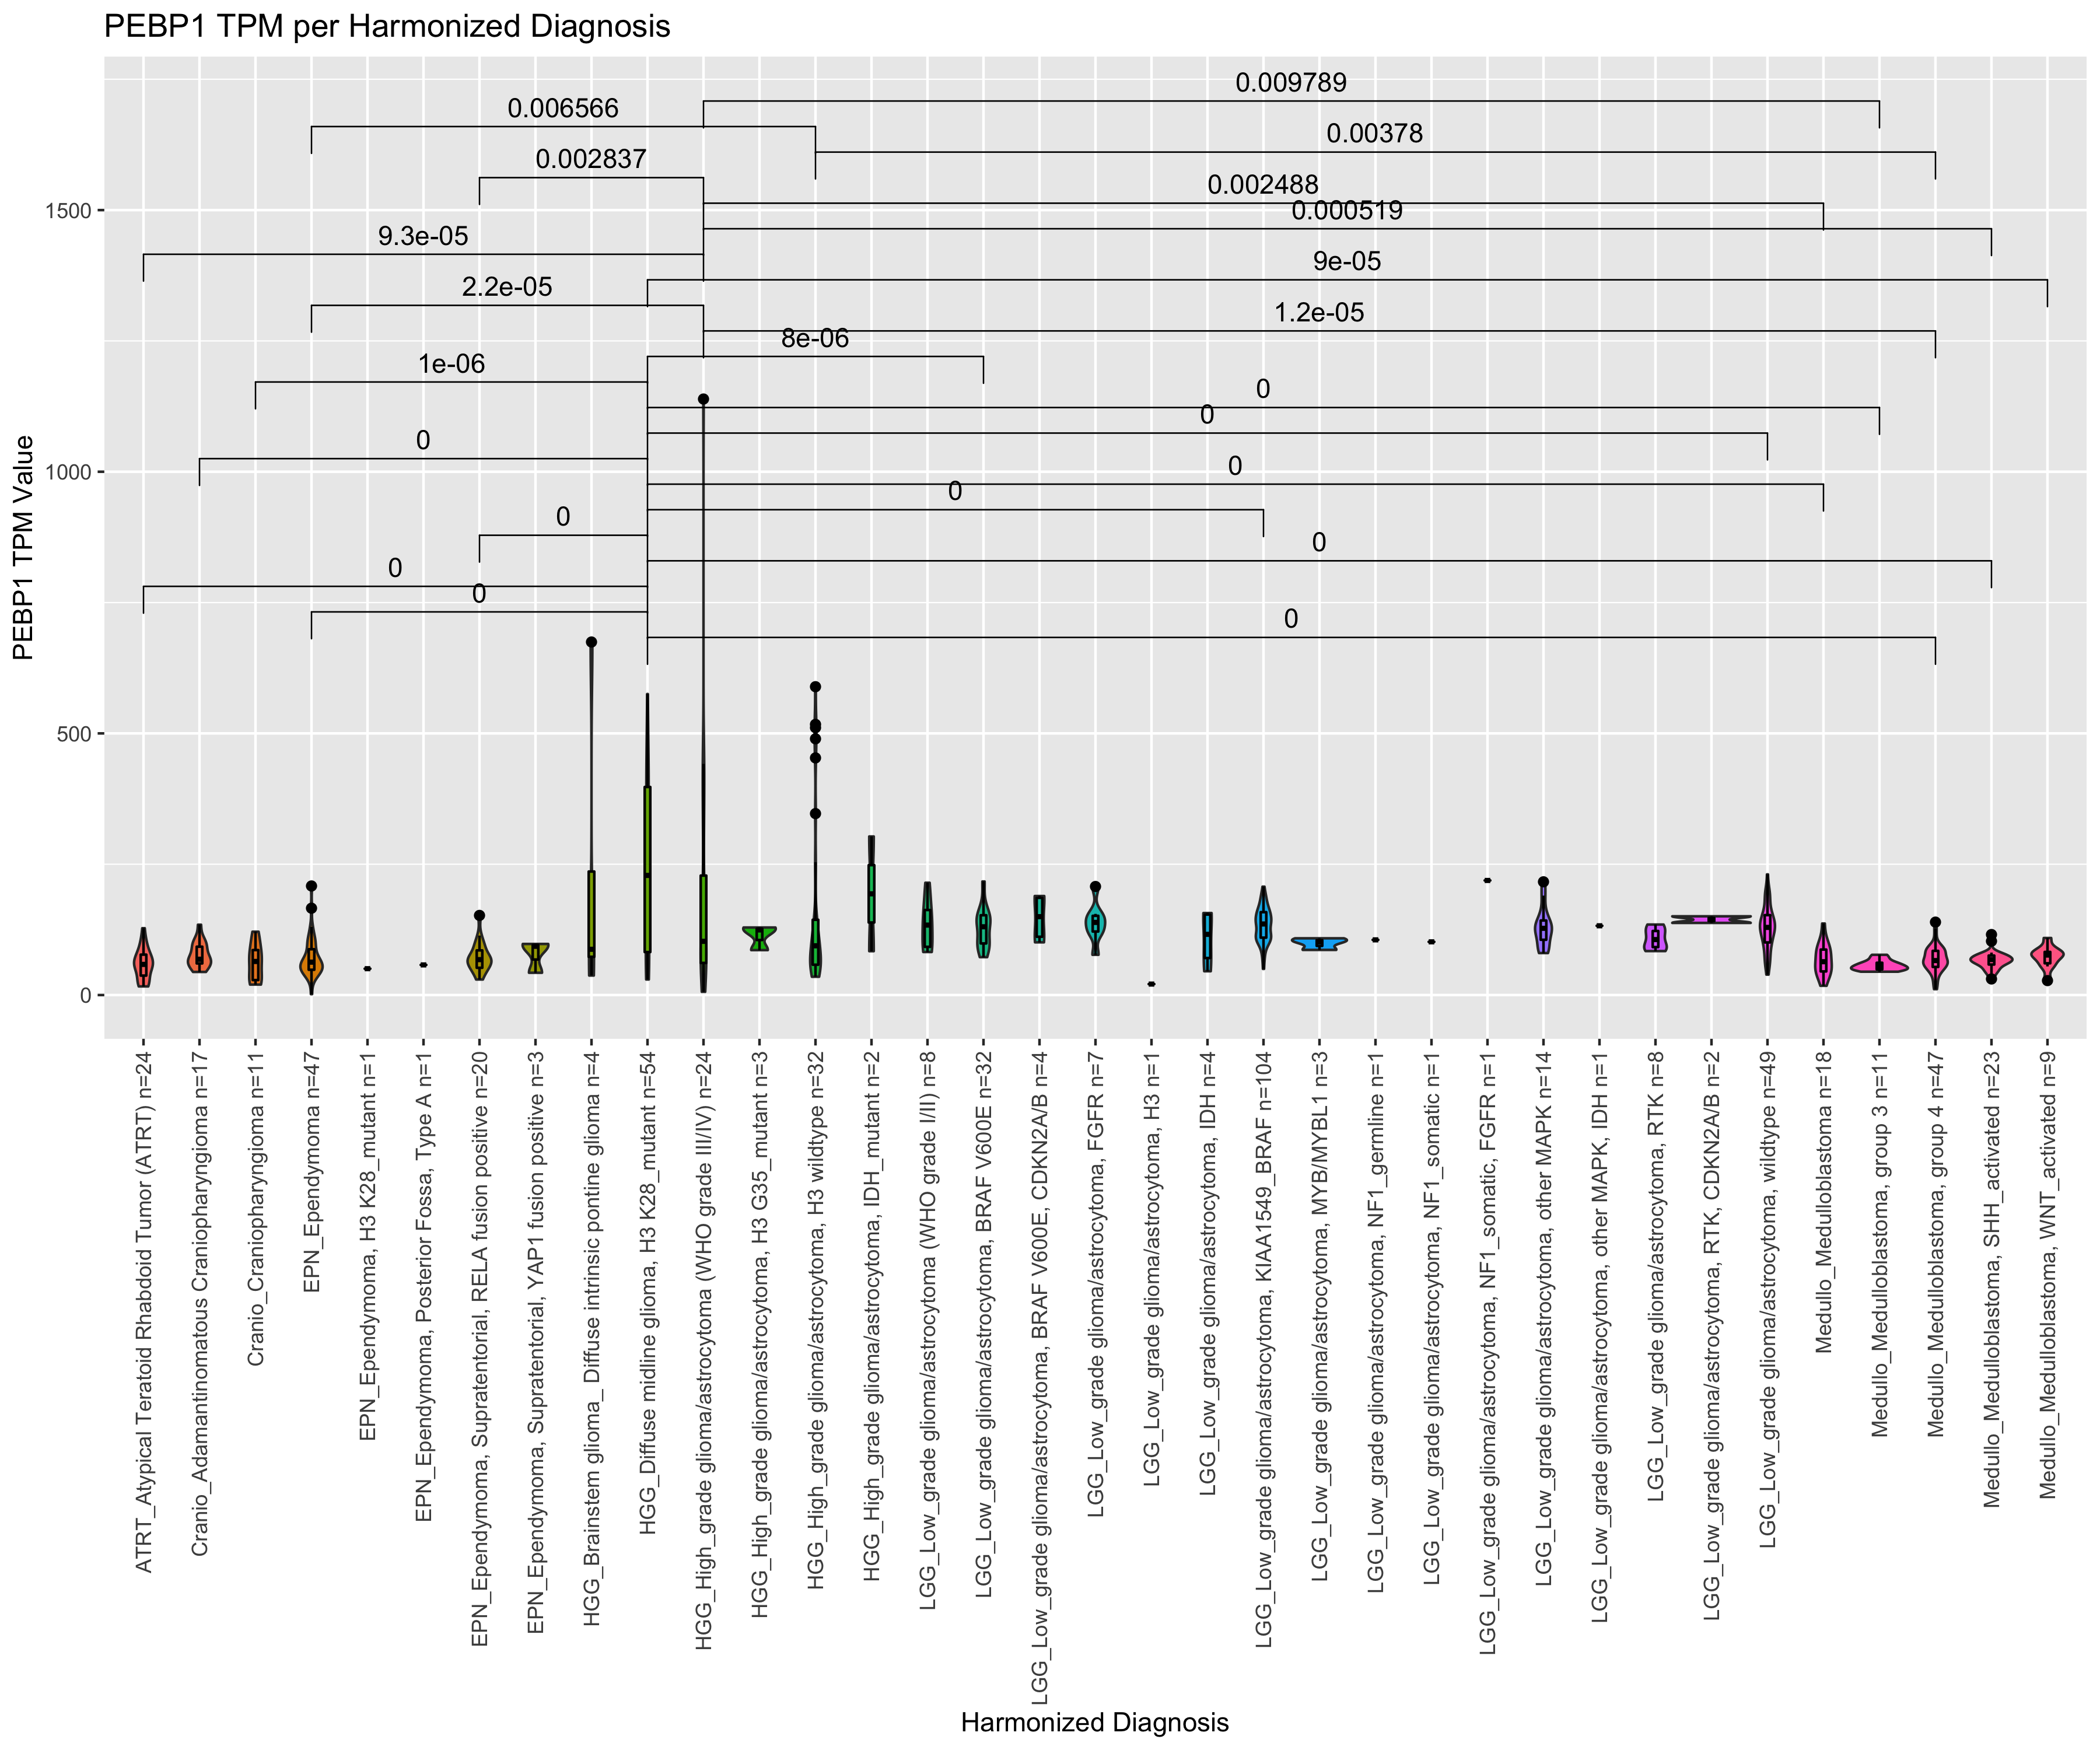 PEBP1 TPM per Harmonized Diagnosis
0.009789
0.006566
0.00378
0.002837
0.002488
0.000519
9.3e-05
9e-05
2.2e-05
1.2e-05
8e-06
1e-06
0
0
0
0
0
0
0
0
0
0
1500
1000
500
0
PEBP1 TPM Value
ATRT_Atypical Teratoid Rhabdoid Tumor (ATRT) n=24
Cranio_Adamantinomatous Craniopharyngioma n=17
Cranio_Craniopharyngioma n=11
EPN_Ependymoma n=47
EPN_Ependymoma, H3 K28_mutant n=1
EPN_Ependymoma, Posterior Fossa, Type A n=1
EPN_Ependymoma, Supratentorial, RELA fusion positive n=20
EPN_Ependymoma, Supratentorial, YAP1 fusion positive n=3
HGG_Brainstem glioma_ Diffuse intrinsic pontine glioma n=4
HGG_Diffuse midline glioma, H3 K28_mutant n=54
HGG_High_grade glioma/astrocytoma (WHO grade III/IV) n=24
HGG_High_grade glioma/astrocytoma, H3 G35_mutant n=3
HGG_High_grade glioma/astrocytoma, H3 wildtype n=32
HGG_High_grade glioma/astrocytoma, IDH_mutant n=2
LGG_Low_grade glioma/astrocytoma (WHO grade I/II) n=8
LGG_Low_grade glioma/astrocytoma, BRAF V600E n=32
LGG_Low_grade glioma/astrocytoma, BRAF V600E, CDKN2A/B n=4
LGG_Low_grade glioma/astrocytoma, FGFR n=7
LGG_Low_grade glioma/astrocytoma, H3 n=1
LGG_Low_grade glioma/astrocytoma, IDH n=4
LGG_Low_grade glioma/astrocytoma, KIAA1549_BRAF n=104
LGG_Low_grade glioma/astrocytoma, MYB/MYBL1 n=3
LGG_Low_grade glioma/astrocytoma, NF1_germline n=1
LGG_Low_grade glioma/astrocytoma, NF1_somatic n=1
LGG_Low_grade glioma/astrocytoma, NF1_somatic, FGFR n=1
LGG_Low_grade glioma/astrocytoma, other MAPK n=14
LGG_Low_grade glioma/astrocytoma, other MAPK, IDH n=1
LGG_Low_grade glioma/astrocytoma, RTK n=8
LGG_Low_grade glioma/astrocytoma, RTK, CDKN2A/B n=2
LGG_Low_grade glioma/astrocytoma, wildtype n=49
Medullo_Medulloblastoma n=18
Medullo_Medulloblastoma, group 3 n=11
Medullo_Medulloblastoma, group 4 n=47
Medullo_Medulloblastoma, SHH_activated n=23
Medullo_Medulloblastoma, WNT_activated n=9
Harmonized Diagnosis